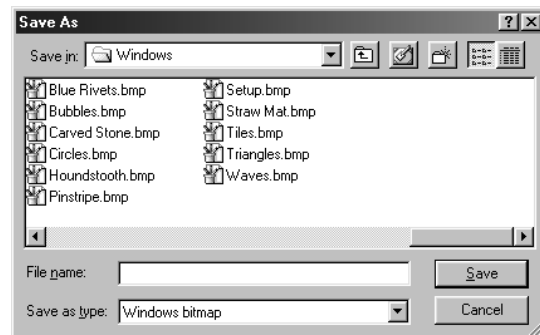 Save As
Save in: Windows
Blue Rivets.bmp Setup.bmp
Bubbles.bmp Straw Mat.bmp
Carved Stone.bmp Tiles.bmp
Circles.bmp Triangles.bmp
Houndstooth.bmp Waves.bmp
Pinstripe.bmp
File name: Save
Save as type: Windows bitmap Cancel